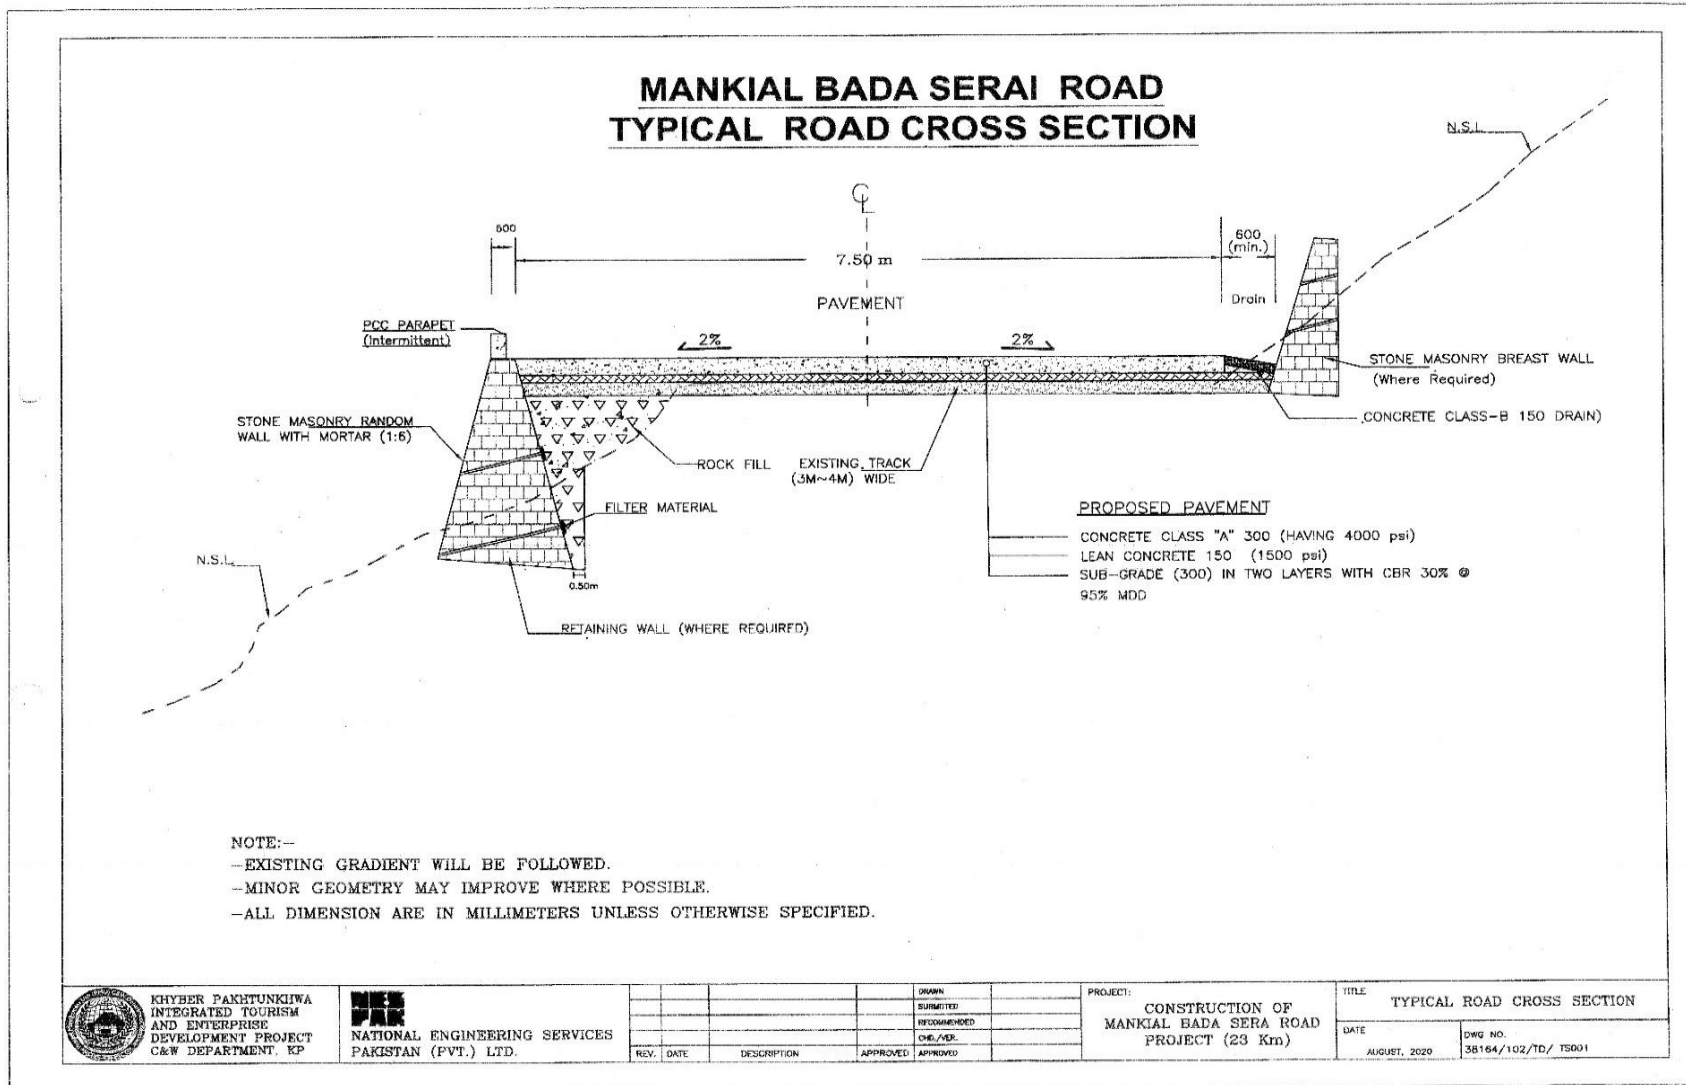 MANKIAL BADA SERAI ROAD
TYPICAL ROAD CROSS SECTION
N.S.L.
CL
600
(min.)
7.50 m
Drain
PAVEMENT
PCC PARAPET
(Intermittent)
2%
2%
STONE MASONRY BREAST WALL
(Where Required)
CONCRETE CLASS-B 150 DRAIN)
STONE MASONRY RANDOM
WALL WITH MORTAR (1:6)
ROCK FILL
EXISTING TRACK
(3M~4M) WIDE
FILTER MATERIAL
PROPOSED PAVEMENT
CONCRETE CLASS "A" 300 (HAVING 4000 psi)
LEAN CONCRETE 150 (1500 psi)
SUB-GRADE (300) IN TWO LAYERS WITH CBR 30% @
95% MDD
N.S.L.
0.50m
RETAINING WALL (WHERE REQUIRED)
NOTE:-
-EXISTING GRADIENT WILL BE FOLLOWED.
-MINOR GEOMETRY MAY IMPROVE WHERE POSSIBLE.
-ALL DIMENSION ARE IN MILLIMETERS UNLESS OTHERWISE SPECIFIED.
KHYBER PAKHTUNKHWA
INTEGRATED TOURISM
AND ENTERPRISE
DEVELOPMENT PROJECT
C&W DEPARTMENT, KP
NES
PAK
NATIONAL ENGINEERING SERVICES
PAKISTAN (PVT.) LTD.
REV. DATE DESCRIPTION APPROVED
DRAWN
SUBMITTED
RECOMMENDED
CHD./VER.
APPROVED
PROJECT:
CONSTRUCTION OF
MANKIAL BADA SERA ROAD
PROJECT (23 Km)
TITLE
TYPICAL ROAD CROSS SECTION
DATE
AUGUST, 2020
DWG NO.
38164/102/TD/ TS001